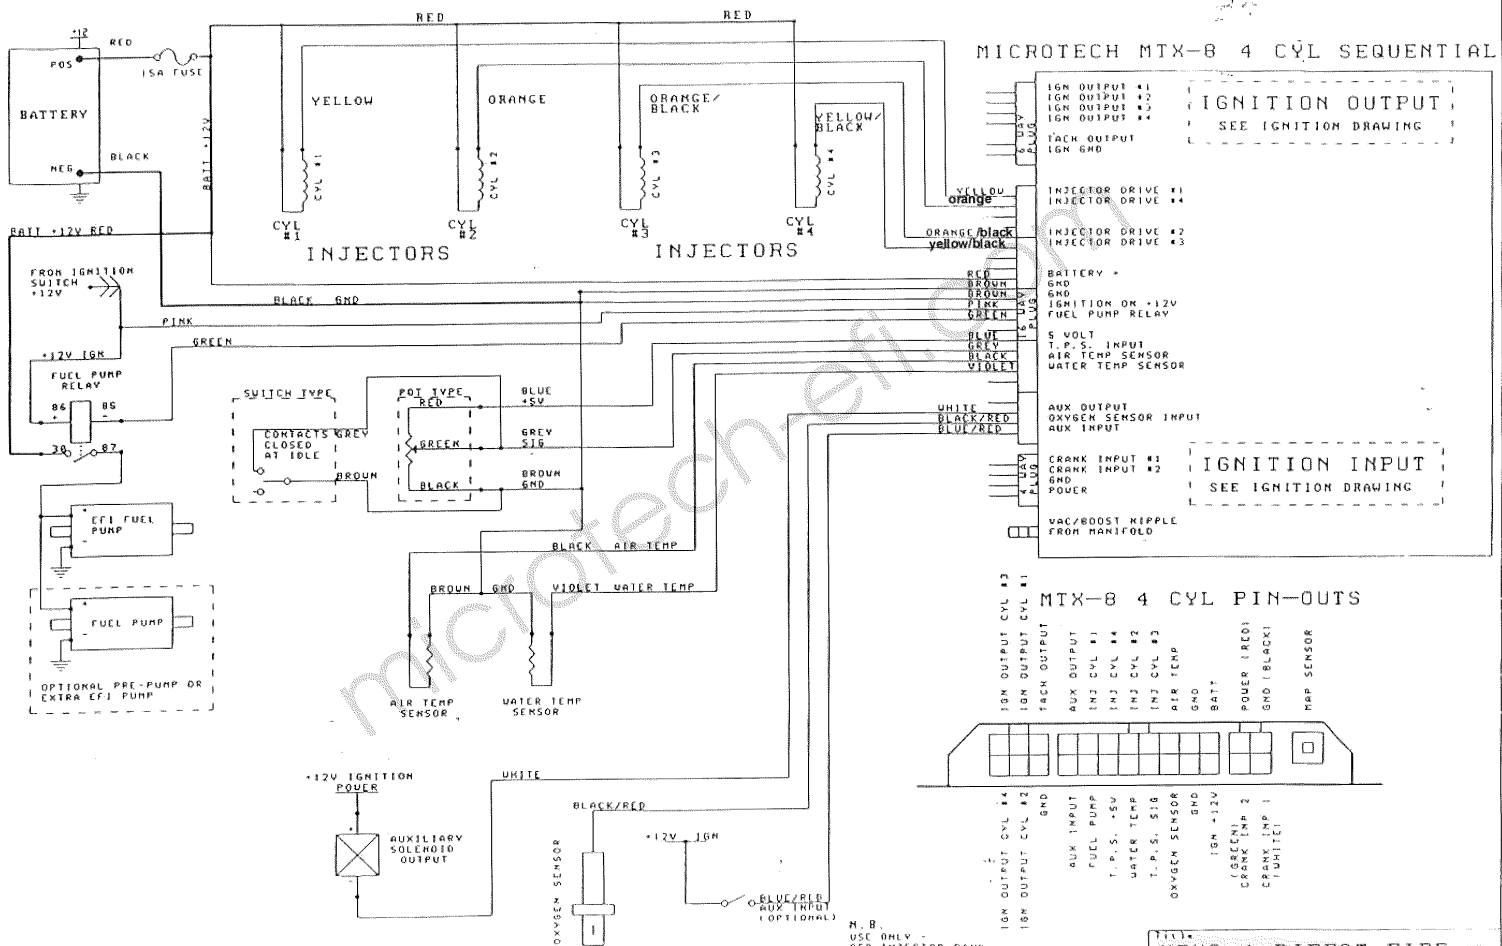 RED
RED
+12
RED
POS
15A FUSE
BATTERY
BLACK
NEG
BATT +12V
YELLOW
ORANGE
ORANGE/
BLACK
YELLOW/
BLACK
CYL #1
CYL #2
CYL #3
CYL #4
CYL
#1
CYL
#2
CYL
#3
CYL
#4
INJECTORS
INJECTORS
BATT +12V RED
FROM IGNITION
SWITCH
+12V
BLACK GND
PINK
GREEN
+12V IGN
FUEL PUMP
RELAY
86
85
+
-
30
87
EFI FUEL
PUMP
FUEL PUMP
OPTIONAL PRE-PUMP OR
EXTRA EFI PUMP
SWITCH TYPE
CONTACTS GREY
CLOSED
AT IDLE
BROWN
POT TYPE
RED
GREEN
BLACK
BLUE
+5V
GREY
SIG
BROWN
GND
BLACK AIR TEMP
BROWN GND
VIOLET WATER TEMP
AIR TEMP
SENSOR
WATER TEMP
SENSOR
+12V IGNITION
POWER
WHITE
AUXILIARY
SOLENOID
OUTPUT
BLACK/RED
OXYGEN SENSOR
+12V IGN
BLUE/RED
AUX INPUT
(OPTIONAL)
N.B.
USE ONLY -
MICROTECH MTX-8 4 CYL SEQUENTIAL
IGN OUTPUT #1
IGN OUTPUT #2
IGN OUTPUT #3
IGN OUTPUT #4
TACH OUTPUT
IGN GND
6 WAY
PLUG
IGNITION OUTPUT
SEE IGNITION DRAWING
YELLOW
orange
INJECTOR DRIVE #1
INJECTOR DRIVE #4
ORANGE/black
yellow/black
INJECTOR DRIVE #2
INJECTOR DRIVE #3
RED
BROWN
BROWN
PINK
GREEN
BATTERY +
GND
GND
IGNITION ON +12V
FUEL PUMP RELAY
16 WAY
PLUG
BLUE
GREY
BLACK
VIOLET
5 VOLT
T.P.S. INPUT
AIR TEMP SENSOR
WATER TEMP SENSOR
WHITE
BLACK/RED
BLUE/RED
AUX OUTPUT
OXYGEN SENSOR INPUT
AUX INPUT
CRANK INPUT #1
CRANK INPUT #2
GND
POWER
4 WAY
PLUG
IGNITION INPUT
SEE IGNITION DRAWING
VAC/BOOST NIPPLE
FROM MANIFOLD
MTX-8 4 CYL PIN-OUTS
IGN OUTPUT CYL #3
IGN OUTPUT CYL #1
TACH OUTPUT
AUX OUTPUT
INJ CYL #1
INJ CYL #4
INJ CYL #2
INJ CYL #3
AIR TEMP
GND
BATT
POWER (RED)
GND (BLACK)
MAP SENSOR
IGN OUTPUT CYL #4
IGN OUTPUT CYL #2
GND
AUX INPUT
FUEL PUMP
T.P.S. +5V
WATER TEMP
T.P.S. SIG
OXYGEN SENSOR
GND
IGN +12V
(GREEN)
CRANK INP 2
CRANK INP 1
(WHITE)
Title
microtech-efi.com